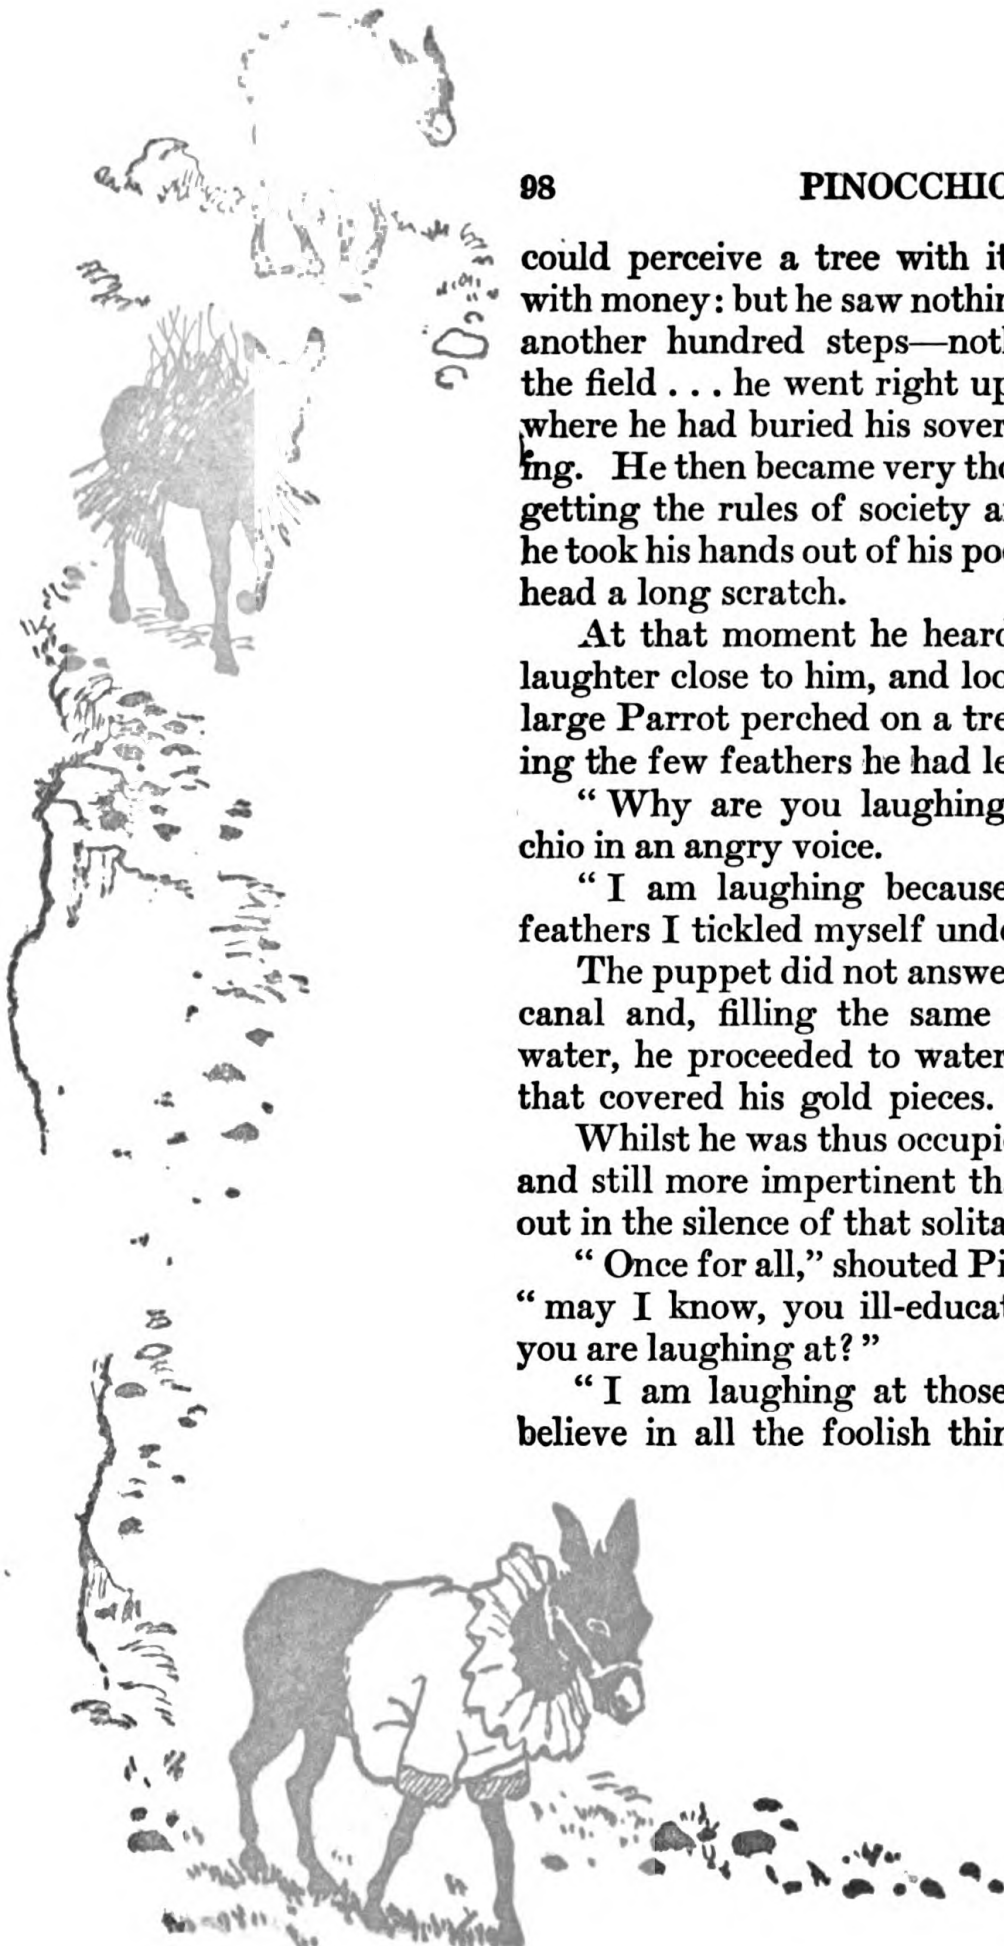 98 PINOCCHIO
could perceive a tree with it
with money: but he saw nothin
another hundred steps—not
the field . . . he went right up
where he had buried his sover
ing. He then became very tho
getting the rules of society a
he took his hands out of his po
head a long scratch.
At that moment he heard
laughter close to him, and loo
large Parrot perched on a tre
ing the few feathers he had le
“Why are you laughing
chio in an angry voice.
“I am laughing because
feathers I tickled myself unde
The puppet did not answe
canal and, filling the same
water, he proceeded to water
that covered his gold pieces.
Whilst he was thus occupi
and still more impertinent th
out in the silence of that solita
“Once for all,” shouted Pi
“may I know, you ill-educat
you are laughing at?”
“I am laughing at those
believe in all the foolish thin